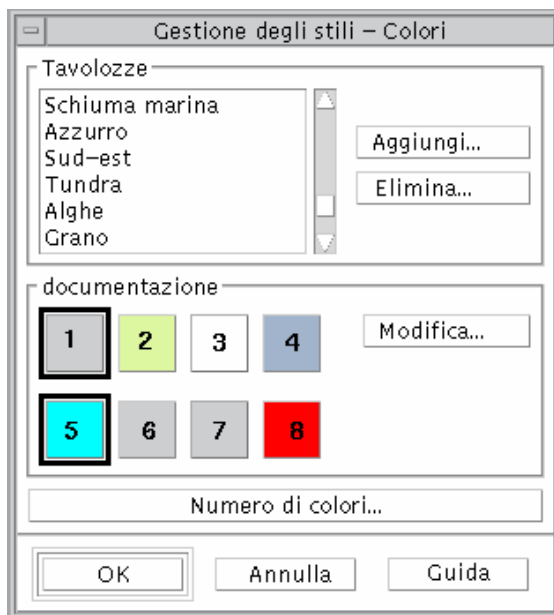 Gestione degli stili – Colori
Tavolozze
Schiuma marina
Azzurro
Sud–est
Tundra
Alghe
Grano
Aggiungi...
Elimina...
documentazione
1 2 3 4
Modifica...
5 6 7 8
Numero di colori...
OK Annulla Guida